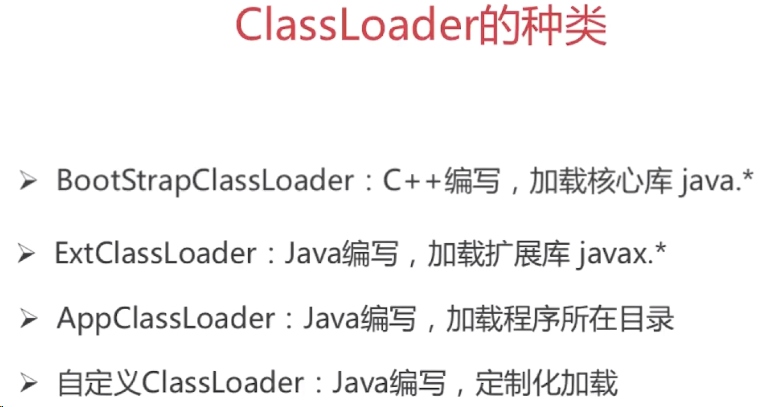 ClassLoader的种类
➢ BootStrapClassLoader：C++编写，加载核心库 java.*
➢ ExtClassLoader：Java编写，加载扩展库 javax.*
➢ AppClassLoader：Java编写，加载程序所在目录
➢ 自定义ClassLoader：Java编写，定制化加载